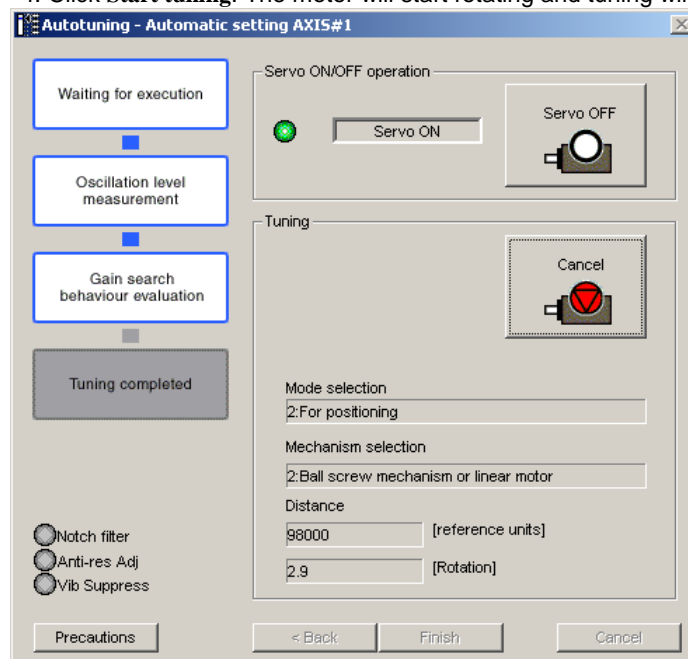 Click Start tuning. The motor will start rotating and tuning wi
Autotuning - Automatic setting AXIS#1
Waiting for execution
Oscillation level
measurement
Gain search
behaviour evaluation
Tuning completed
Notch filter
Anti-res Adj
Vib Suppress
Precautions
Servo ON/OFF operation
Servo ON
Servo OFF
Tuning
Cancel
Mode selection
2:For positioning
Mechanism selection
2:Ball screw mechanism or linear motor
Distance
98000 [reference units]
2.9 [Rotation]
< Back Finish Cancel